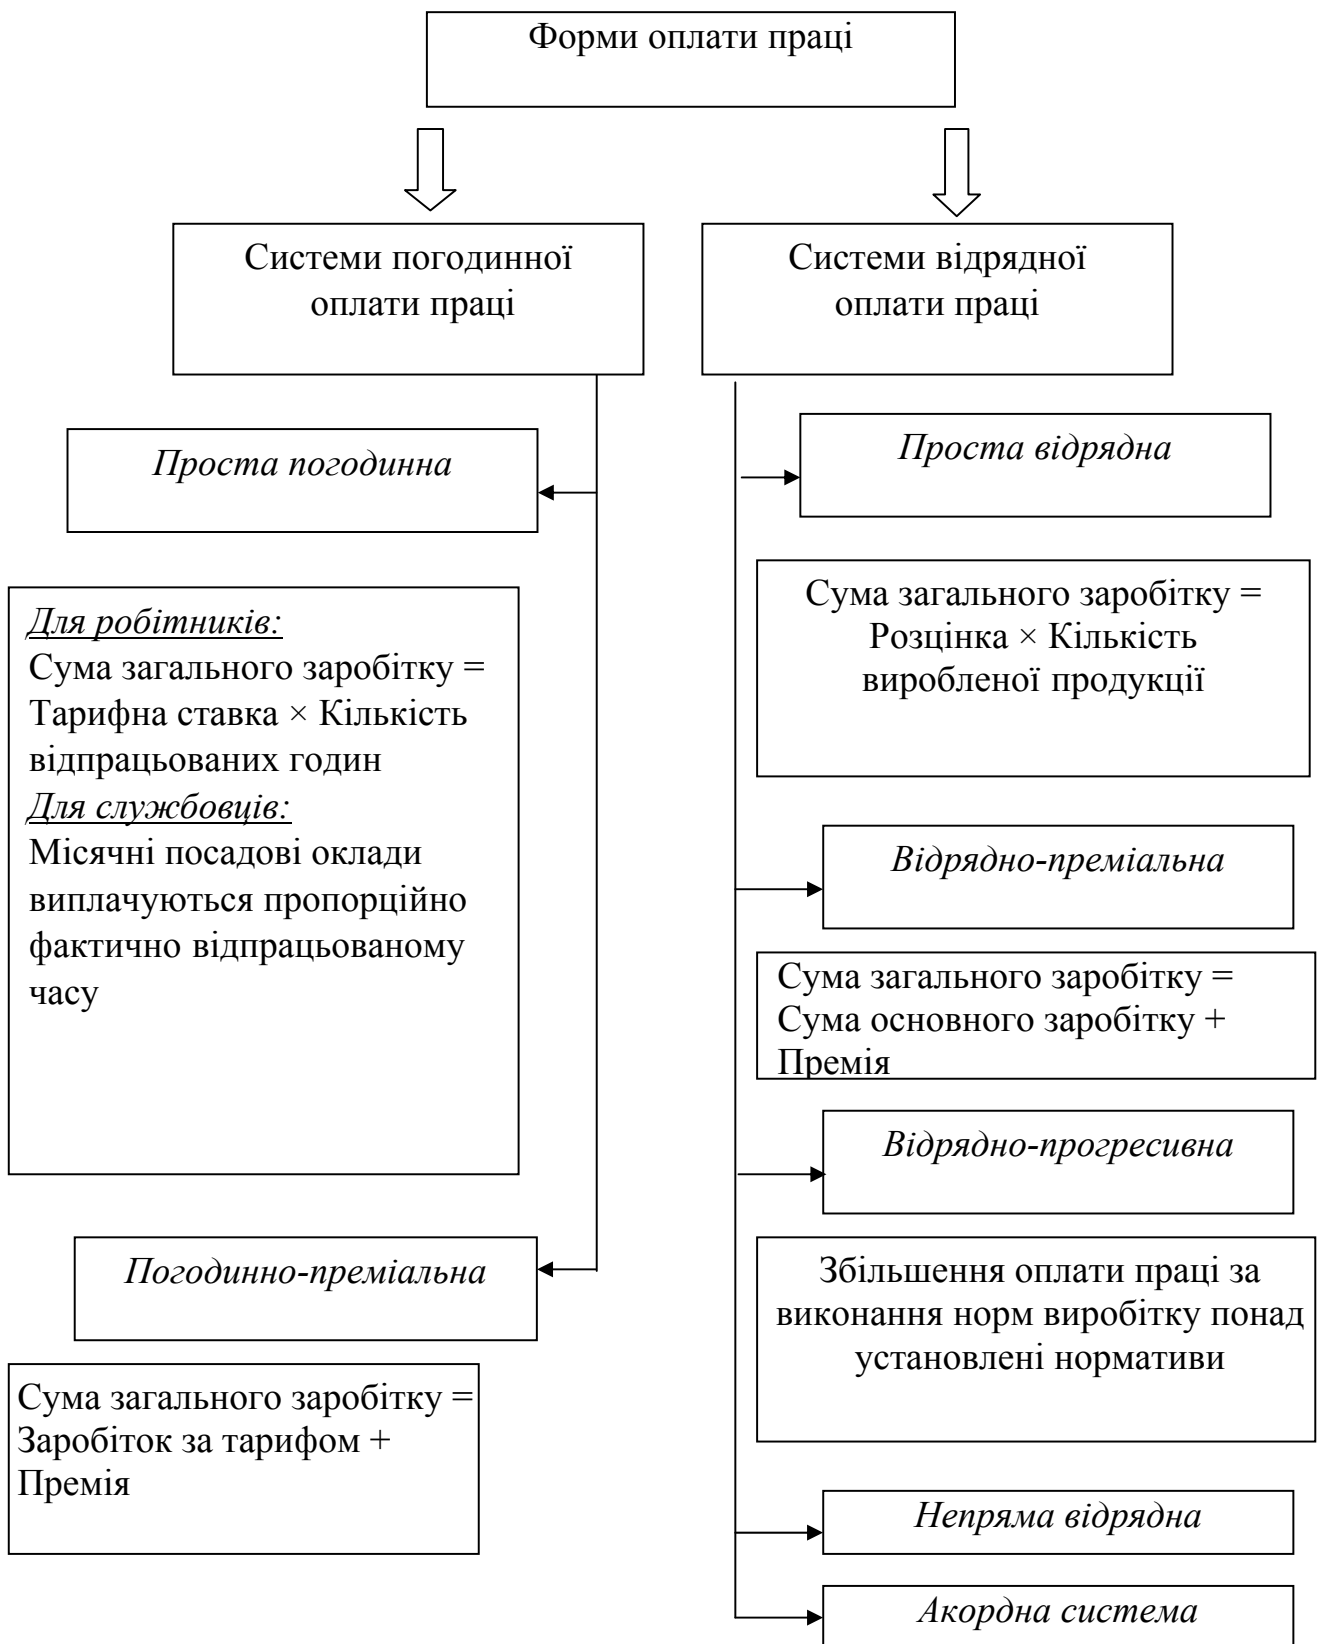 Форми оплати праці
Системи погодинної
оплати праці
Системи відрядної
оплати праці
Проста погодинна
Для робітників:
Сума загального заробітку =
Тарифна ставка × Кількість
відпрацьованих годин
Для службовців:
Місячні посадові оклади
виплачуються пропорційно
фактично відпрацьованому
часу
Погодинно-преміальна
Сума загального заробітку =
Заробіток за тарифом +
Премія
Проста відрядна
Сума загального заробітку =
Розцінка × Кількість
виробленої продукції
Відрядно-преміальна
Сума загального заробітку =
Сума основного заробітку +
Премія
Відрядно-прогресивна
Збільшення оплати праці за
виконання норм виробітку понад
установлені нормативи
Непряма відрядна
Акордна система